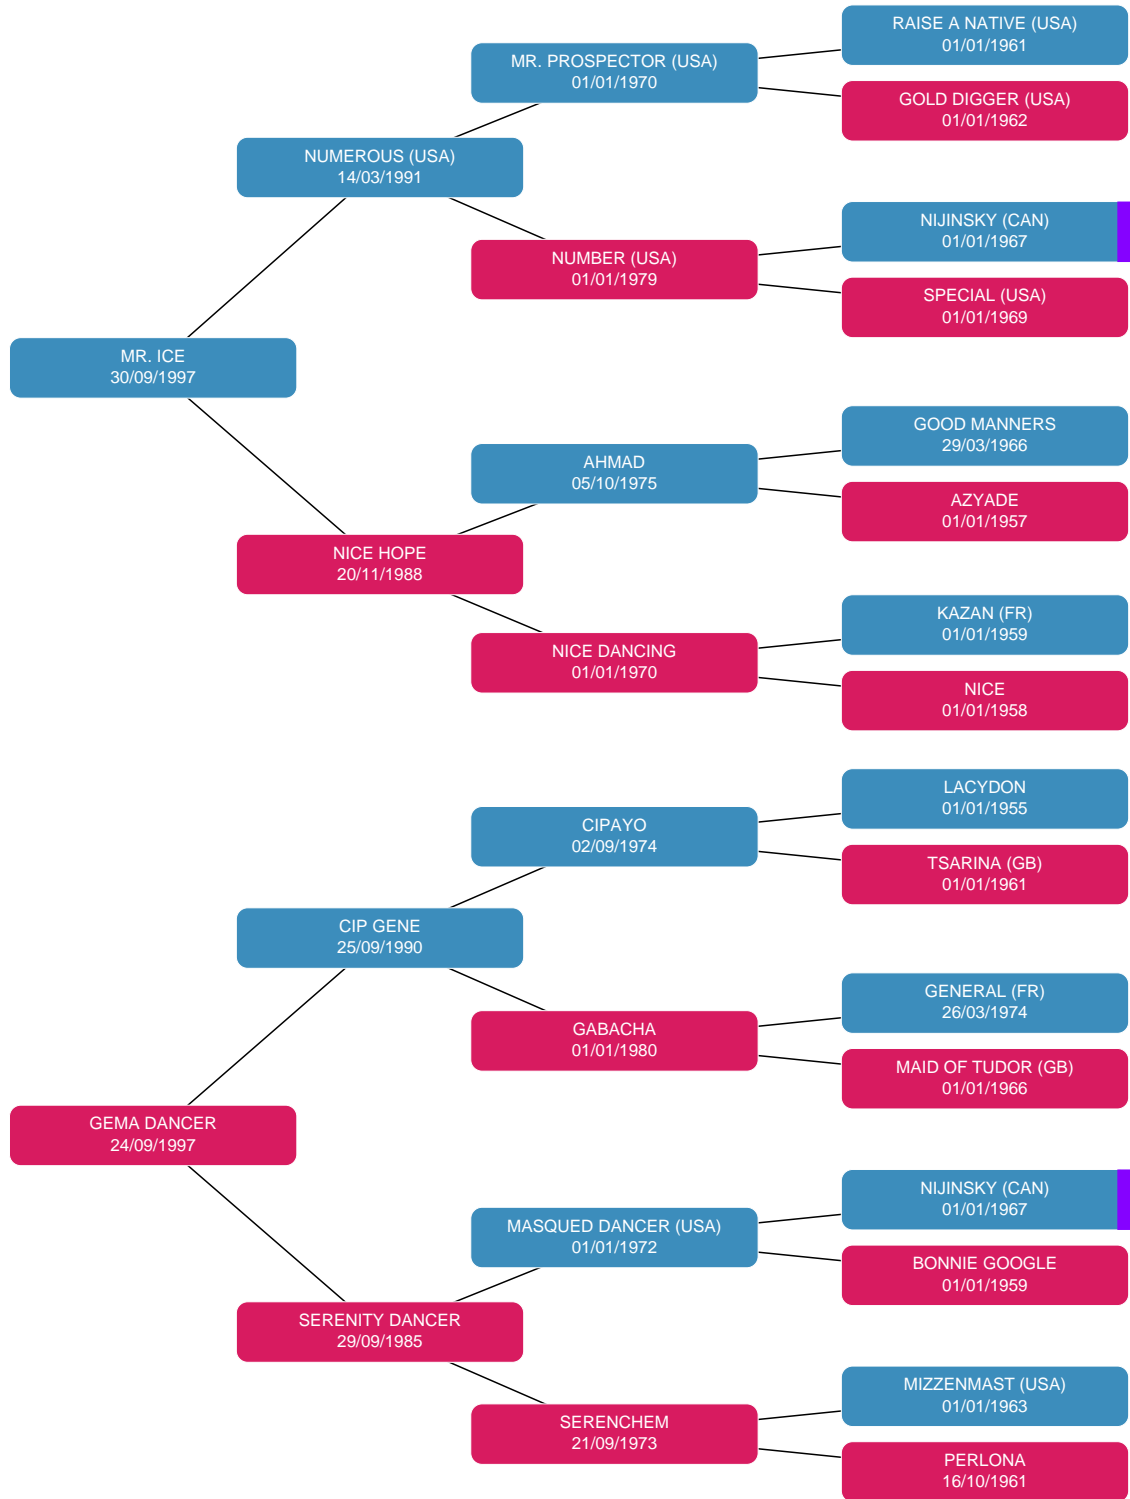 RAISE A NATIVE (USA)
01/01/1961
MR. PROSPECTOR (USA)
01/01/1970
GOLD DIGGER (USA)
01/01/1962
NUMEROUS (USA)
14/03/1991
NIJINSKY (CAN)
01/01/1967
NUMBER (USA)
01/01/1979
SPECIAL (USA)
01/01/1969
MR. ICE
30/09/1997
GOOD MANNERS
29/03/1966
AHMAD
05/10/1975
AZYADE
01/01/1957
NICE HOPE
20/11/1988
KAZAN (FR)
01/01/1959
NICE DANCING
01/01/1970
NICE
01/01/1958
LACYDON
01/01/1955
CIPAYO
02/09/1974
TSARINA (GB)
01/01/1961
CIP GENE
25/09/1990
GENERAL (FR)
26/03/1974
GABACHA
01/01/1980
MAID OF TUDOR (GB)
01/01/1966
GEMA DANCER
24/09/1997
NIJINSKY (CAN)
01/01/1967
MASQUED DANCER (USA)
01/01/1972
BONNIE GOOGLE
01/01/1959
SERENITY DANCER
29/09/1985
MIZZENMAST (USA)
01/01/1963
SERENCHEM
21/09/1973
PERLONA
16/10/1961